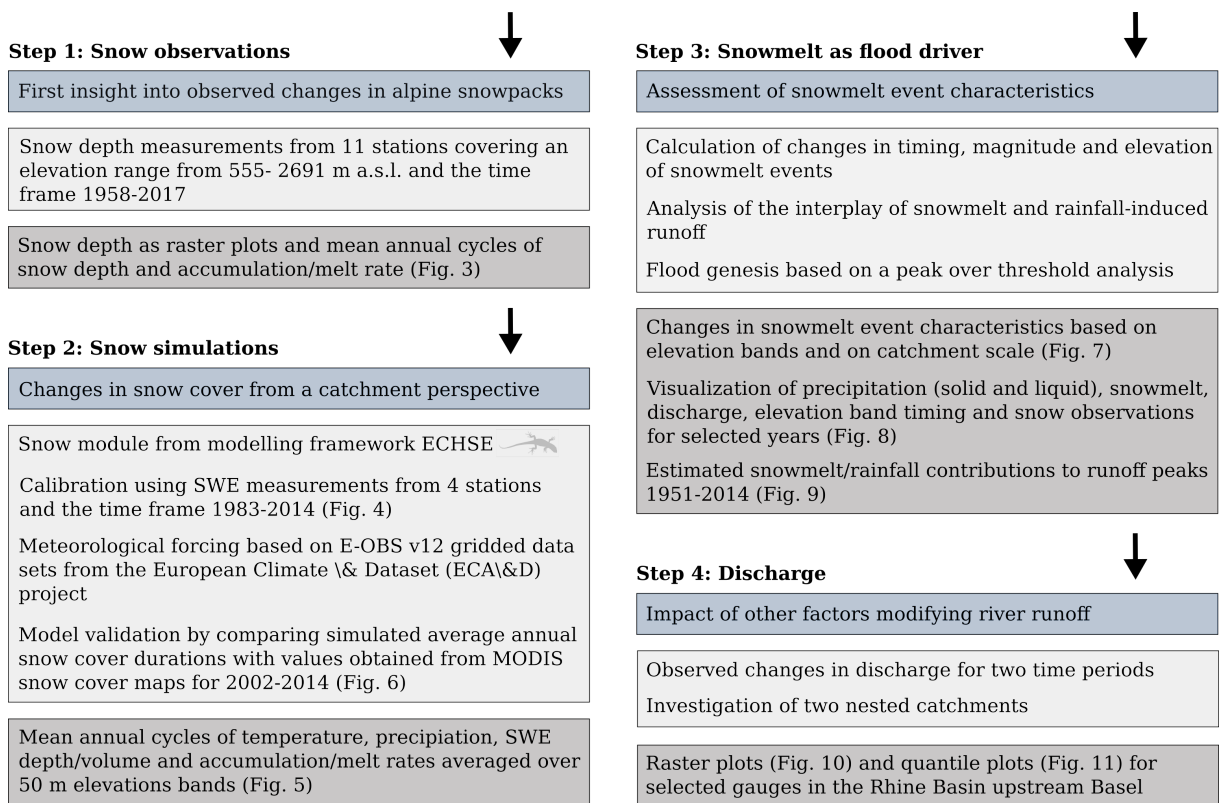 Step 1: Snow observations
First insight into observed changes in alpine snowpacks
Snow depth measurements from 11 stations covering an
elevation range from 555- 2691 m a.s.l. and the time
frame 1958-2017
Snow depth as raster plots and mean annual cycles of
snow depth and accumulation/melt rate (Fig. 3)
Step 2: Snow simulations
Changes in snow cover from a catchment perspective
Snow module from modelling framework ECHSE
Calibration using SWE measurements from 4 stations
and the time frame 1983-2014 (Fig. 4)
Meteorological forcing based on E-OBS v12 gridded data
sets from the European Climate \& Dataset (ECA\&D)
project
Model validation by comparing simulated average annual
snow cover durations with values obtained from MODIS
snow cover maps for 2002-2014 (Fig. 6)
Mean annual cycles of temperature, precipiation, SWE
depth/volume and accumulation/melt rates averaged over
50 m elevations bands (Fig. 5)
Step 3: Snowmelt as flood driver
Assessment of snowmelt event characteristics
Calculation of changes in timing, magnitude and elevation
of snowmelt events
Analysis of the interplay of snowmelt and rainfall-induced
runoff
Flood genesis based on a peak over threshold analysis
Changes in snowmelt event characteristics based on
elevation bands and on catchment scale (Fig. 7)
Visualization of precipitation (solid and liquid), snowmelt,
discharge, elevation band timing and snow observations
for selected years (Fig. 8)
Estimated snowmelt/rainfall contributions to runoff peaks
1951-2014 (Fig. 9)
Step 4: Discharge
Impact of other factors modifying river runoff
Observed changes in discharge for two time periods
Investigation of two nested catchments
Raster plots (Fig. 10) and quantile plots (Fig. 11) for
selected gauges in the Rhine Basin upstream Basel